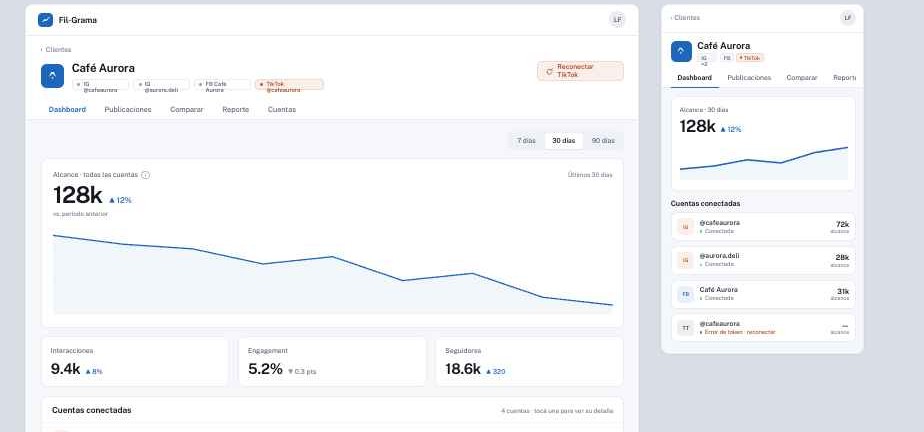 Fil-Grama
LF
‹ Clientes
Café Aurora
IG @cafeaurora
IG @aurora.deli
FB Café Aurora
TikTok @cafeaurora
Reconectar TikTok
Dashboard Publicaciones Comparar Reporte Cuentas
7 días 30 días 90 días
Alcance · todas las cuentas
Últimos 30 días
128k ▲ 12%
vs. período anterior
Interacciones
9.4k ▲ 8%
Engagement
5.2% ▼ 0.3 pts
Seguidores
18.6k ▲ 320
Cuentas conectadas
4 cuentas · tocá una para ver su detalle
‹ Clientes
LF
Café Aurora
IG ×2
FB
TikTok
Dashboard Publicaciones Comparar Reporte
Alcance · 30 días
128k ▲ 12%
Cuentas conectadas
IG
@cafeaurora
Conectada
72k
alcance
IG
@aurora.deli
Conectada
28k
alcance
FB
Café Aurora
Conectada
31k
alcance
TT
@cafeaurora
Error de token · reconectar
—
alcance